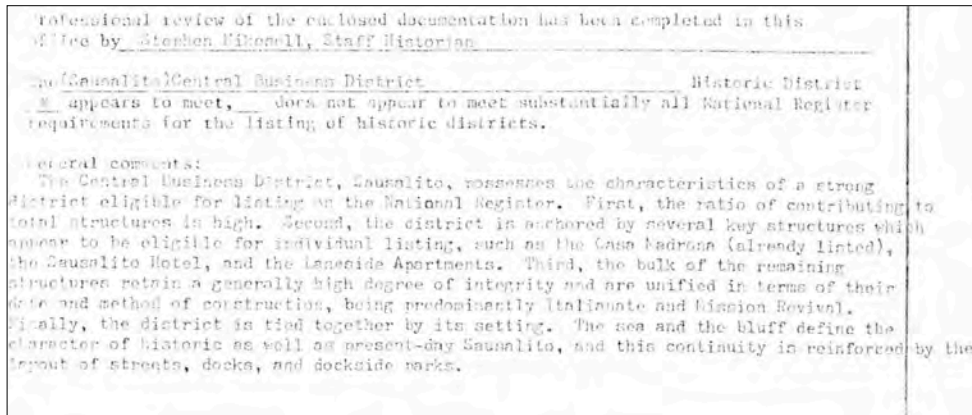 Professional review of the enclosed documentation has been completed in this
office by Stephen Mikesell, Staff Historian
The (Sausalito)Central Business District Historic District
x appears to meet, __ does not appear to meet substantially all National Register
requirements for the listing of historic districts.
General comments:
The Central Business District, Sausalito, possesses the characteristics of a strong
district eligible for listing on the National Register. First, the ratio of contributing to
total structures is high. Second, the district is anchored by several key structures which
appear to be eligible for individual listing, such as the Casa Madrona (already listed),
the Sausalito Hotel, and the Apartments. Third, the bulk of the remaining
structures retain a generally high degree of integrity and are unified in terms of their
date and method of construction, being predominantly Italianate and Mission Revival.
Finally, the district is tied together by its setting. The sea and the bluff define the
character of historic as well as present-day Sausalito, and this continuity is reinforced by the
layout of streets, docks, and dockside parks.